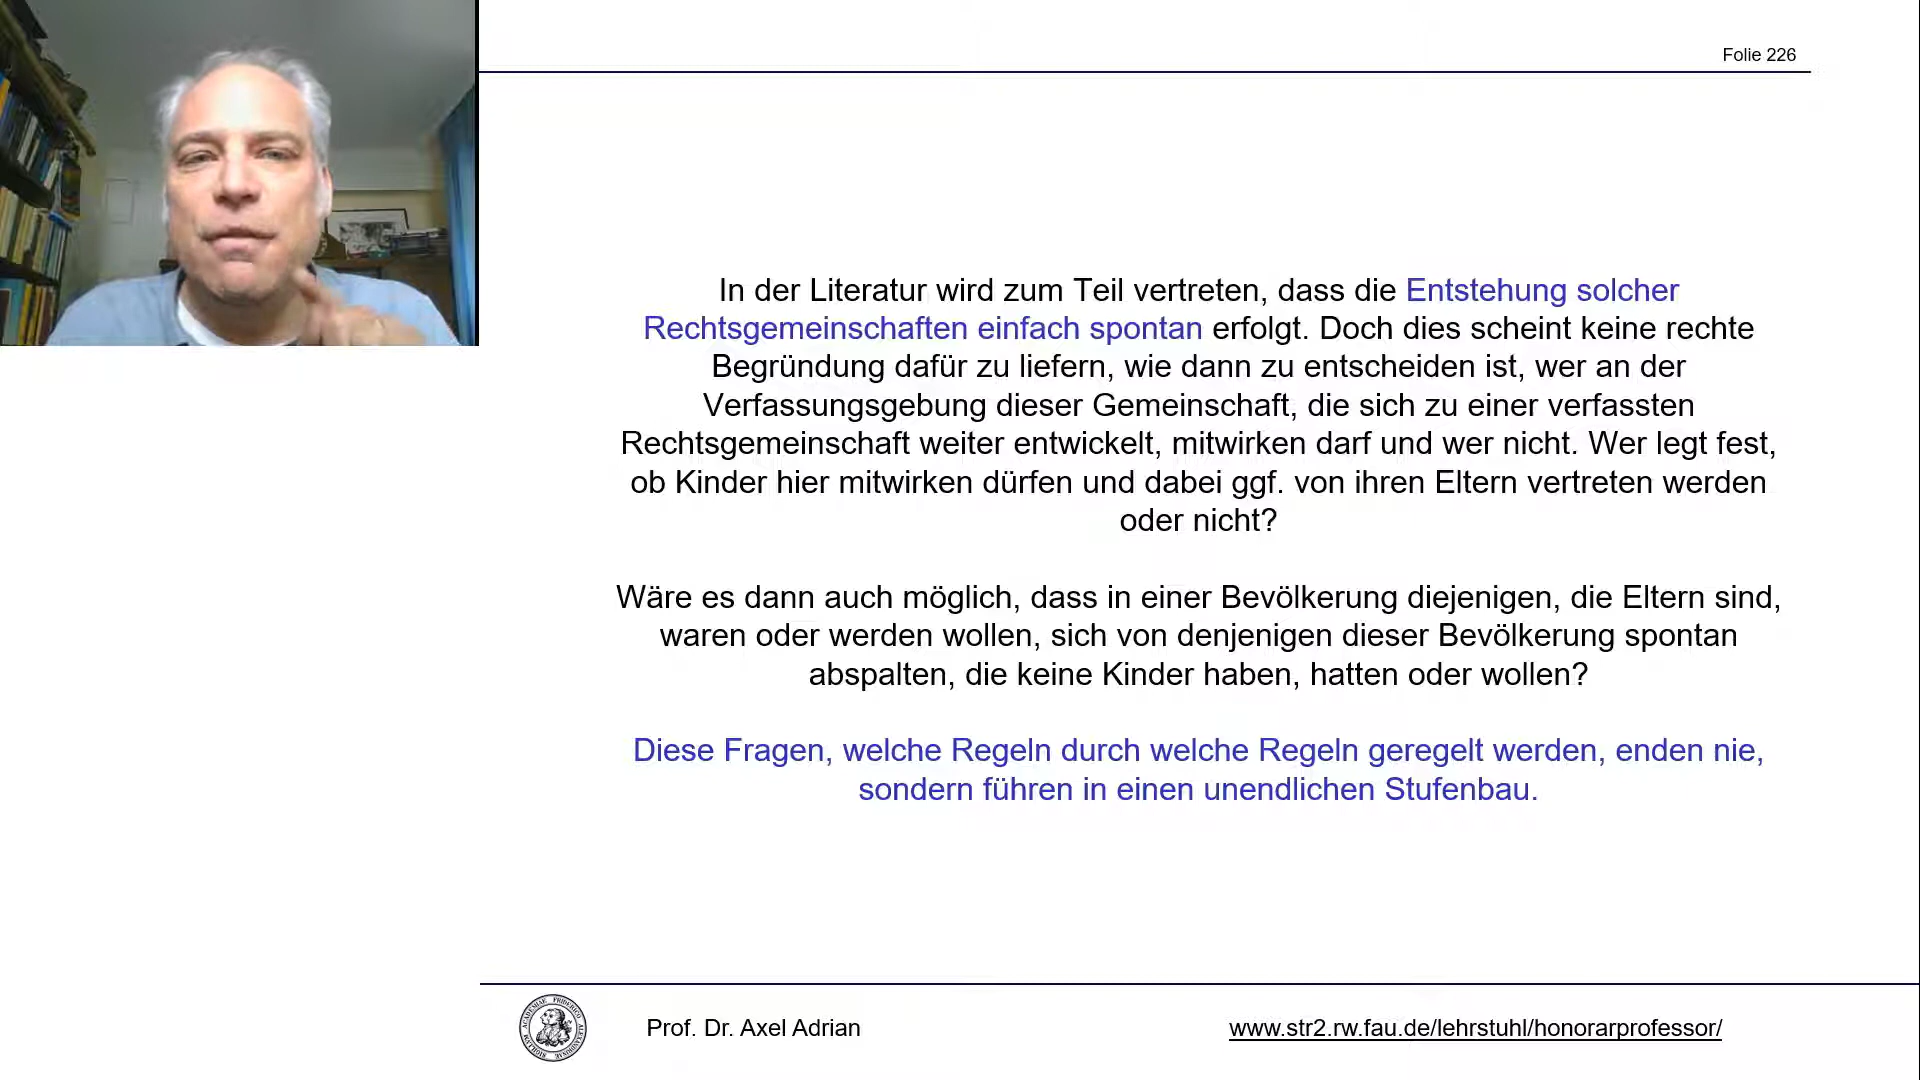 Folie 226
In der Literatur wird zum Teil vertreten, dass die Entstehung solcher
Rechtsgemeinschaften einfach spontan erfolgt. Doch dies scheint keine rechte
Begründung dafür zu liefern, wie dann zu entscheiden ist, wer an der
Verfassungsgebung dieser Gemeinschaft, die sich zu einer verfassten
Rechtsgemeinschaft weiter entwickelt, mitwirken darf und wer nicht. Wer legt fest,
ob Kinder hier mitwirken dürfen und dabei ggf. von ihren Eltern vertreten werden
oder nicht?
Wäre es dann auch möglich, dass in einer Bevölkerung diejenigen, die Eltern sind,
waren oder werden wollen, sich von denjenigen dieser Bevölkerung spontan
abspalten, die keine Kinder haben, hatten oder wollen?
Diese Fragen, welche Regeln durch welche Regeln geregelt werden, enden nie,
sondern führen in einen unendlichen Stufenbau.
Prof. Dr. Axel Adrian
www.str2.rw.fau.de/lehrstuhl/honorarprofessor/